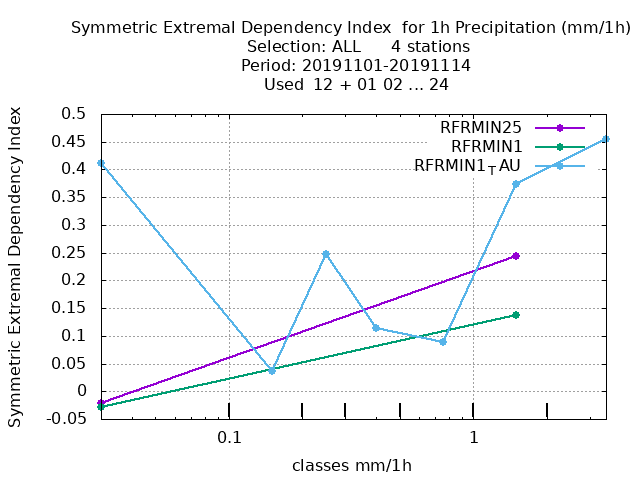 Symmetric Extremal Dependency Index  for 1h Precipitation (mm/1h)
Selection: ALL      4 stations
Period: 20191101-20191114
Used  12 + 01 02 ... 24
Symmetric Extremal Dependency Index
0.5
0.45
0.4
0.35
0.3
0.25
0.2
0.15
0.1
0.05
0
-0.05
RFRMIN25
RFRMIN1
RFRMIN1_TAU
0.1
1
classes mm/1h